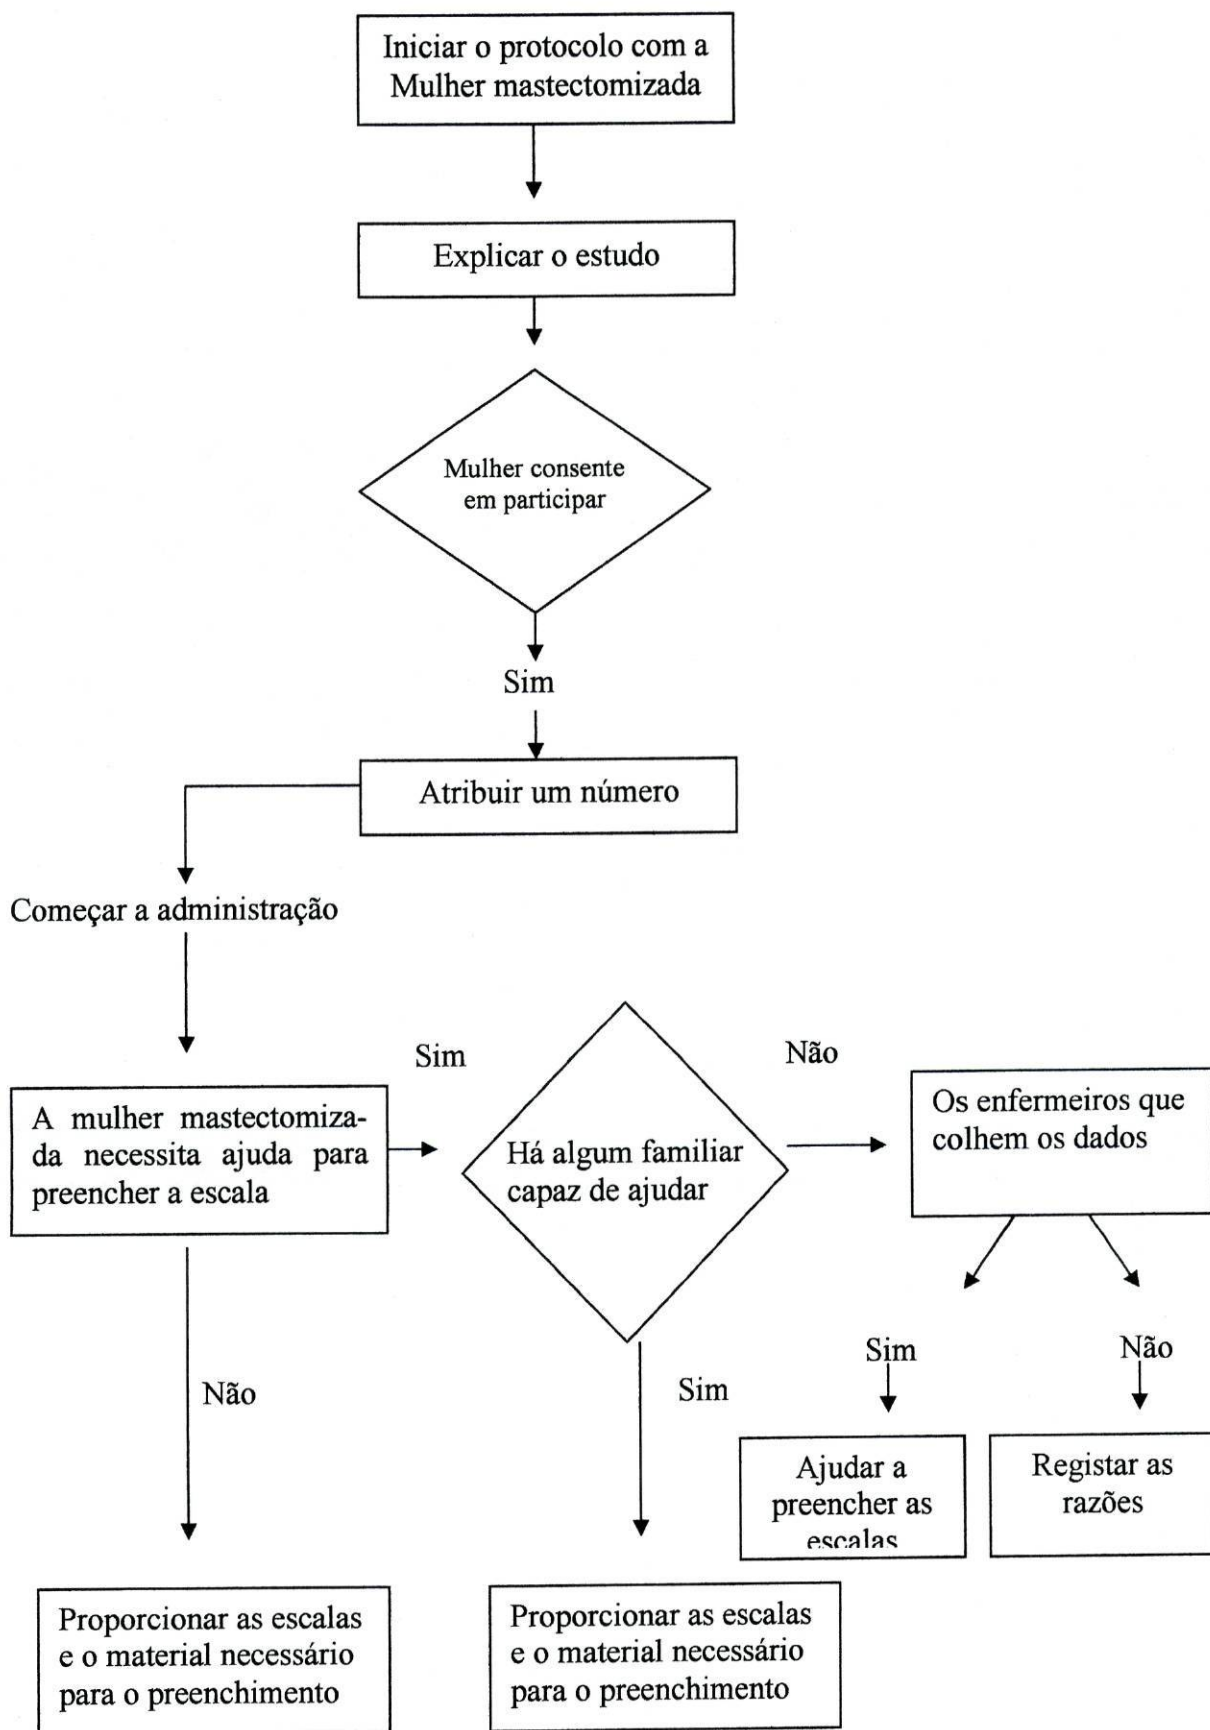 Iniciar o protocolo com a
Mulher mastectomizada
Explicar o estudo
Mulher consente
em participar
Sim
Atribuir um número
Começar a administração
Sim
Não
A mulher mastectomiza-
da necessita ajuda para
preencher a escala
Há algum familiar
capaz de ajudar
Os enfermeiros que
colhem os dados
Não
Sim
Sim
Não
Ajudar a
preencher as
escalas
Registar as
razões
Proporcionar as escalas
e o material necessário
para o preenchimento
Proporcionar as escalas
e o material necessário
para o preenchimento